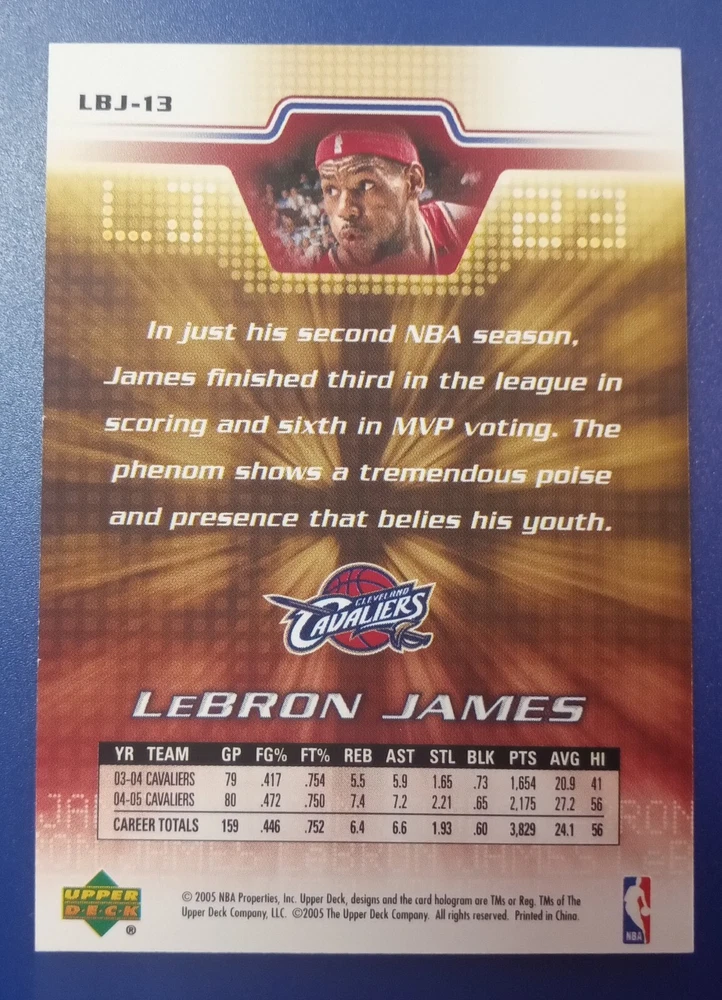 LBJ-13
LJ 23
In just his second NBA season,
James finished third in the league in
scoring and sixth in MVP voting. The
phenom shows a tremendous poise
and presence that belies his youth.
CLEVELAND
CAVALIERS
LEBRON JAMES
YR TEAM GP FG% FT% REB AST STL BLK PTS AVG HI
03-04 CAVALIERS 79 .417 .754 5.5 5.9 1.65 .73 1,654 20.9 41
04-05 CAVALIERS 80 .472 .750 7.4 7.2 2.21 .65 2,175 27.2 56
CAREER TOTALS 159 .446 .752 6.4 6.6 1.93 .60 3,829 24.1 56
UPPER
DECK
®
© 2005 NBA Properties, Inc. Upper Deck, designs and the card hologram are TMs or Reg. TMs of The
Upper Deck Company, LLC. ©2005 The Upper Deck Company. All rights reserved. Printed in China.
NBA